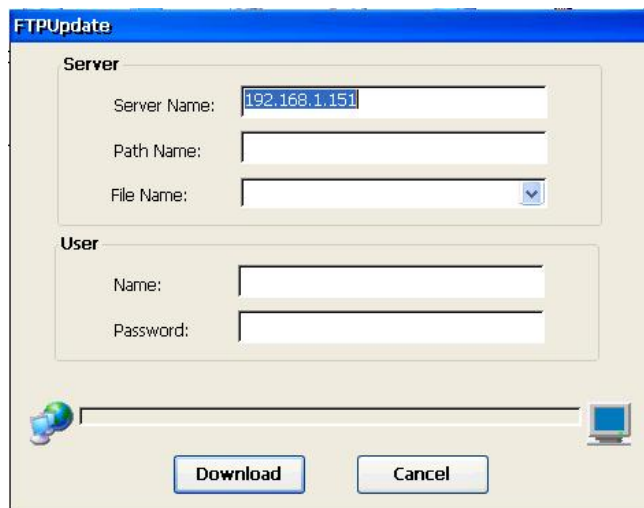 FTPUpdate
Server
Server Name: 192.168.1.151
Path Name:
File Name:
User
Name:
Password:
Download Cancel